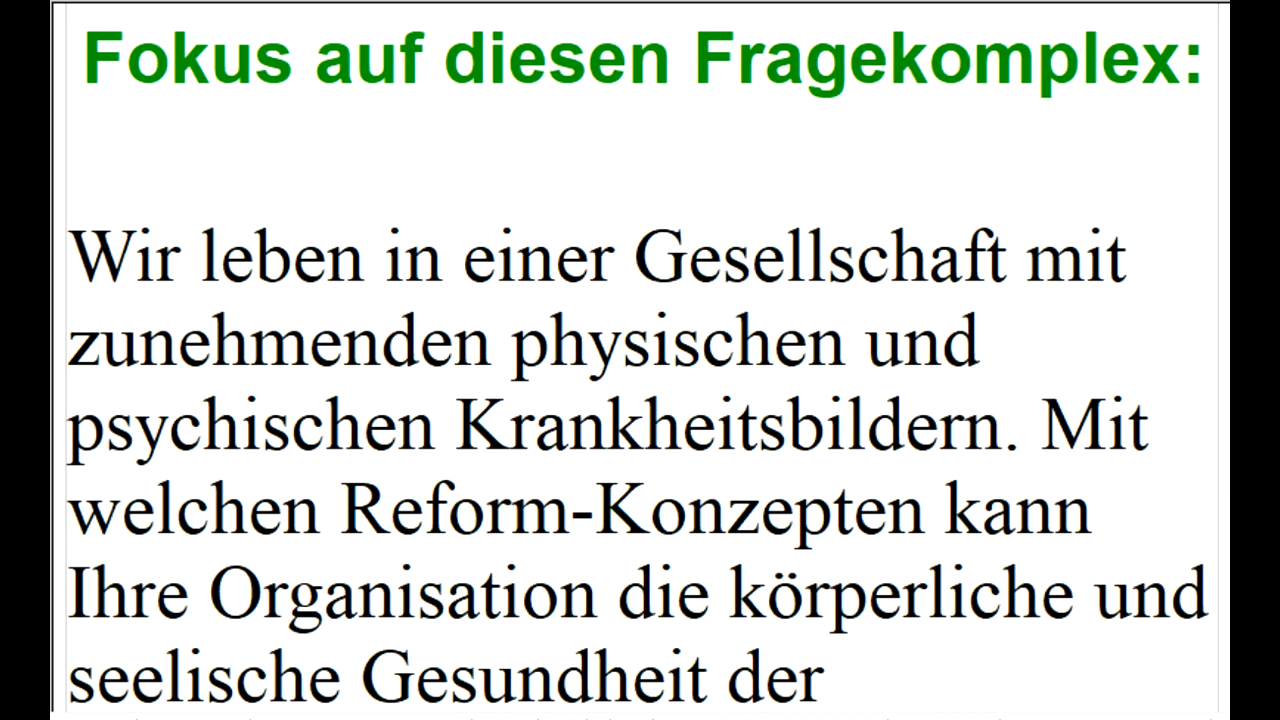 Fokus auf diesen Fragekomplex:
Wir leben in einer Gesellschaft mit
zunehmenden physischen und
psychischen Krankheitsbildern. Mit
welchen Reform-Konzepten kann
Ihre Organisation die körperliche und
seelische Gesundheit der